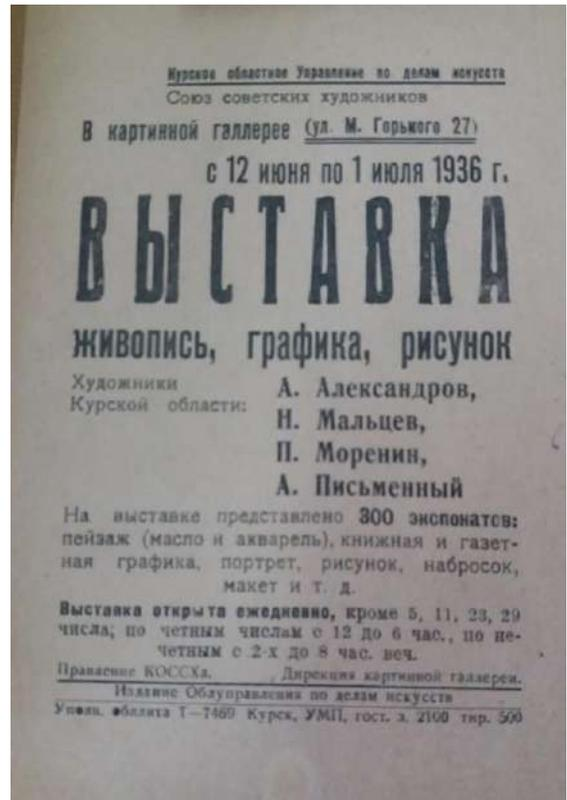 Курское областное Управление по делам искусств
Союз советских художников
В картинной галлерее (ул. М. Горького 27)
с 12 июня по 1 июля 1936 г.
ВЫСТАВКА
живопись, графика, рисунок
Художники
Курской области:
А. Александров,
Н. Мальцев,
П. Моренин,
А. Письменный
На выставке представлено 300 экспонатов:
пейзаж (масло и акварель), книжная и газет-
ная графика, портрет, рисунок, набросок,
макет и т. д.
Выставка открыта ежедневно, кроме 5, 11, 23, 29
числа; по четным числам с 12 до 6 час., по не-
четным с 2-х до 8 час. веч.
Правление КОССХа. Дирекция картинной галлереи.
Издание Облуправления по делам искусств
Уполн. обллита Т—7469 Курск, УМП, гост. з. 2100 тир. 500